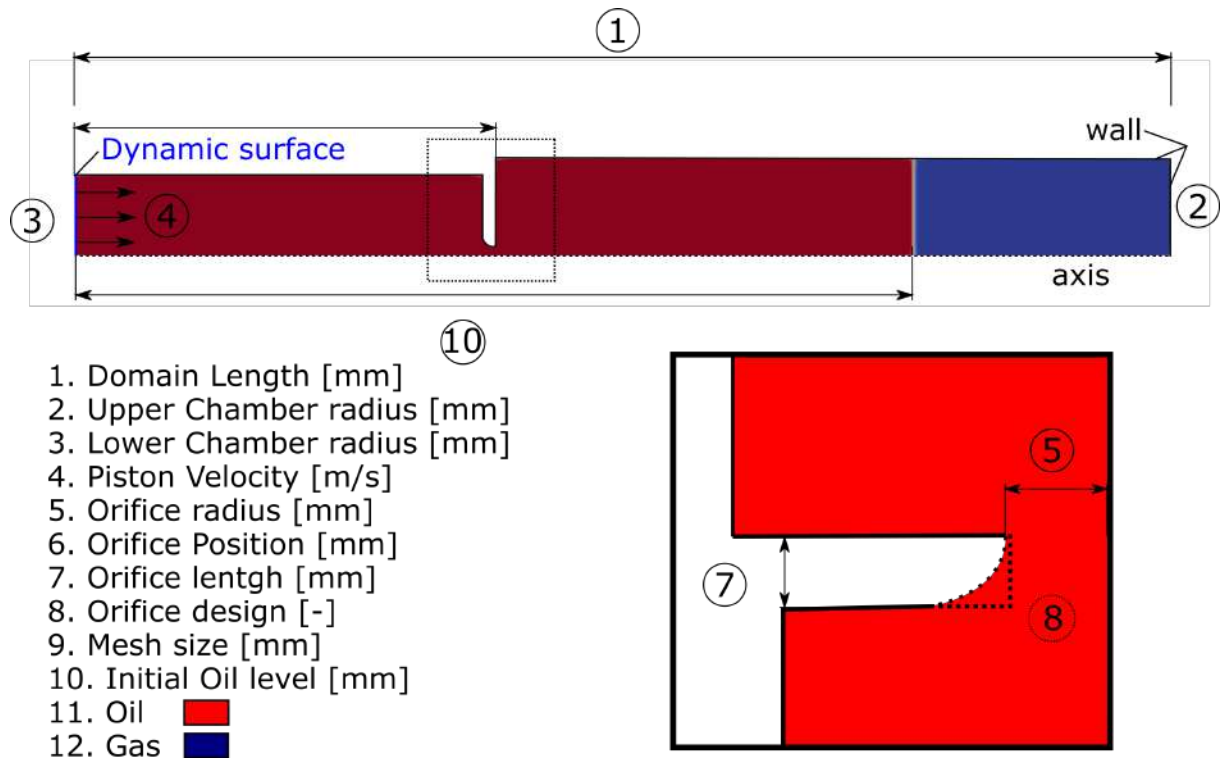 1
Dynamic surface
wall
3
4
2
axis
10
1. Domain Length [mm]
2. Upper Chamber radius [mm]
3. Lower Chamber radius [mm]
4. Piston Velocity [m/s]
5. Orifice radius [mm]
6. Orifice Position [mm]
7. Orifice lentgh [mm]
8. Orifice design [-]
9. Mesh size [mm]
10. Initial Oil level [mm]
11. Oil
12. Gas
5
7
8